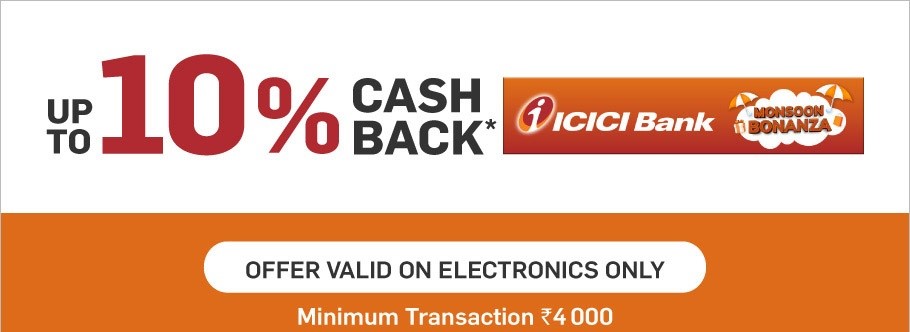 UP TO 10% CASH BACK*
ICICI Bank
MONSOON BONANZA
OFFER VALID ON ELECTRONICS ONLY
Minimum Transaction ₹4 000